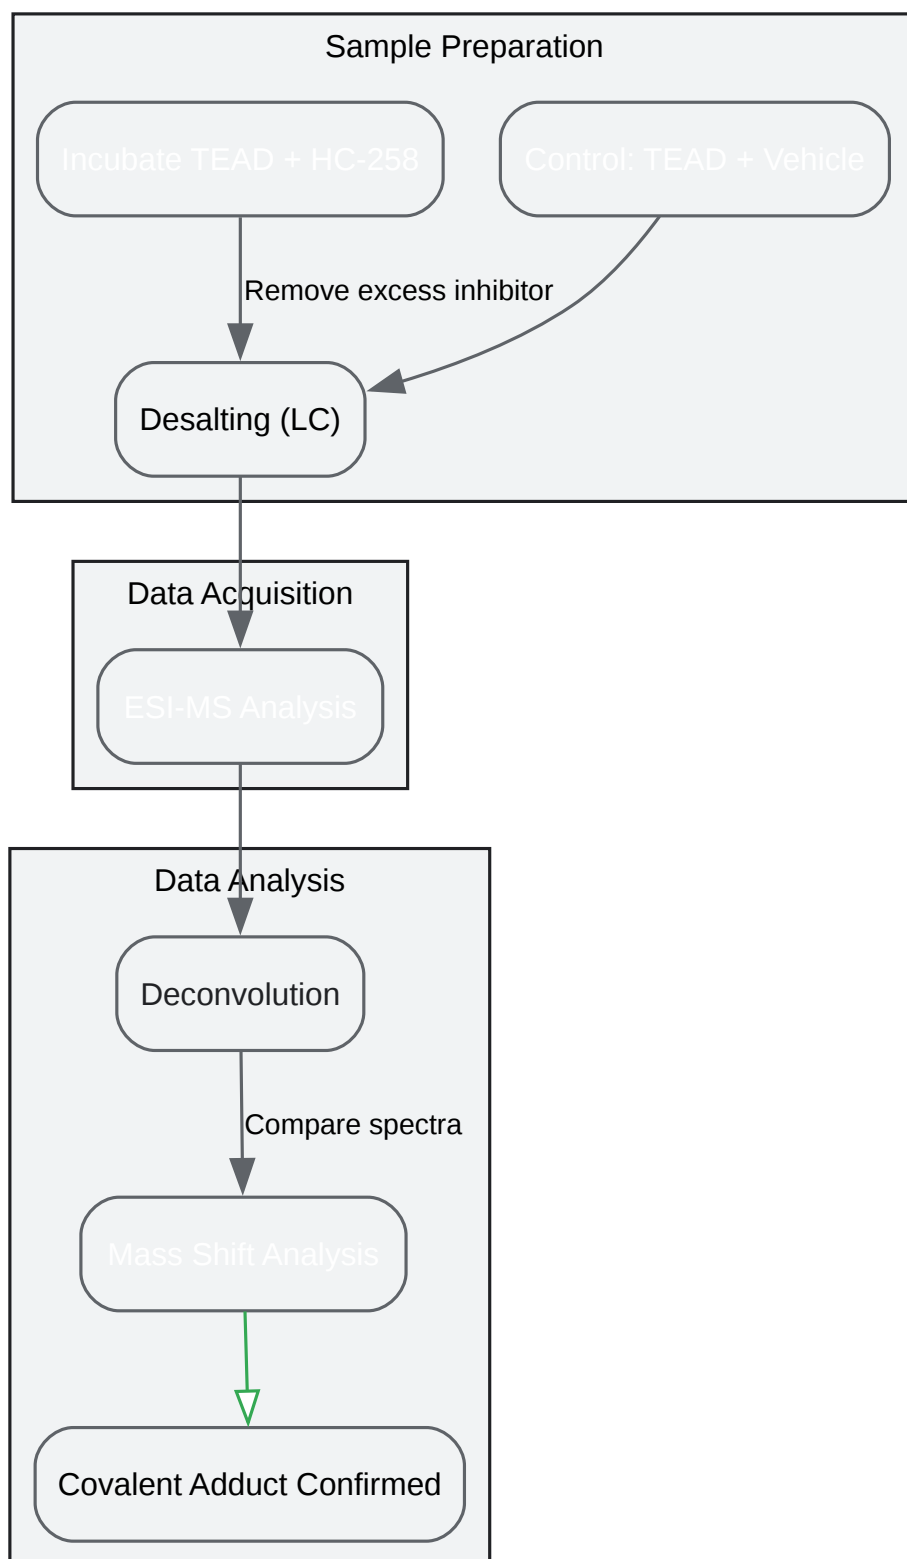 Sample Preparation
Incubate TEAD + HC-258
Control: TEAD + Vehicle
Remove excess inhibitor
Desalting (LC)
Data Acquisition
ESI-MS Analysis
Data Analysis
Deconvolution
Compare spectra
Mass Shift Analysis
Covalent Adduct Confirmed